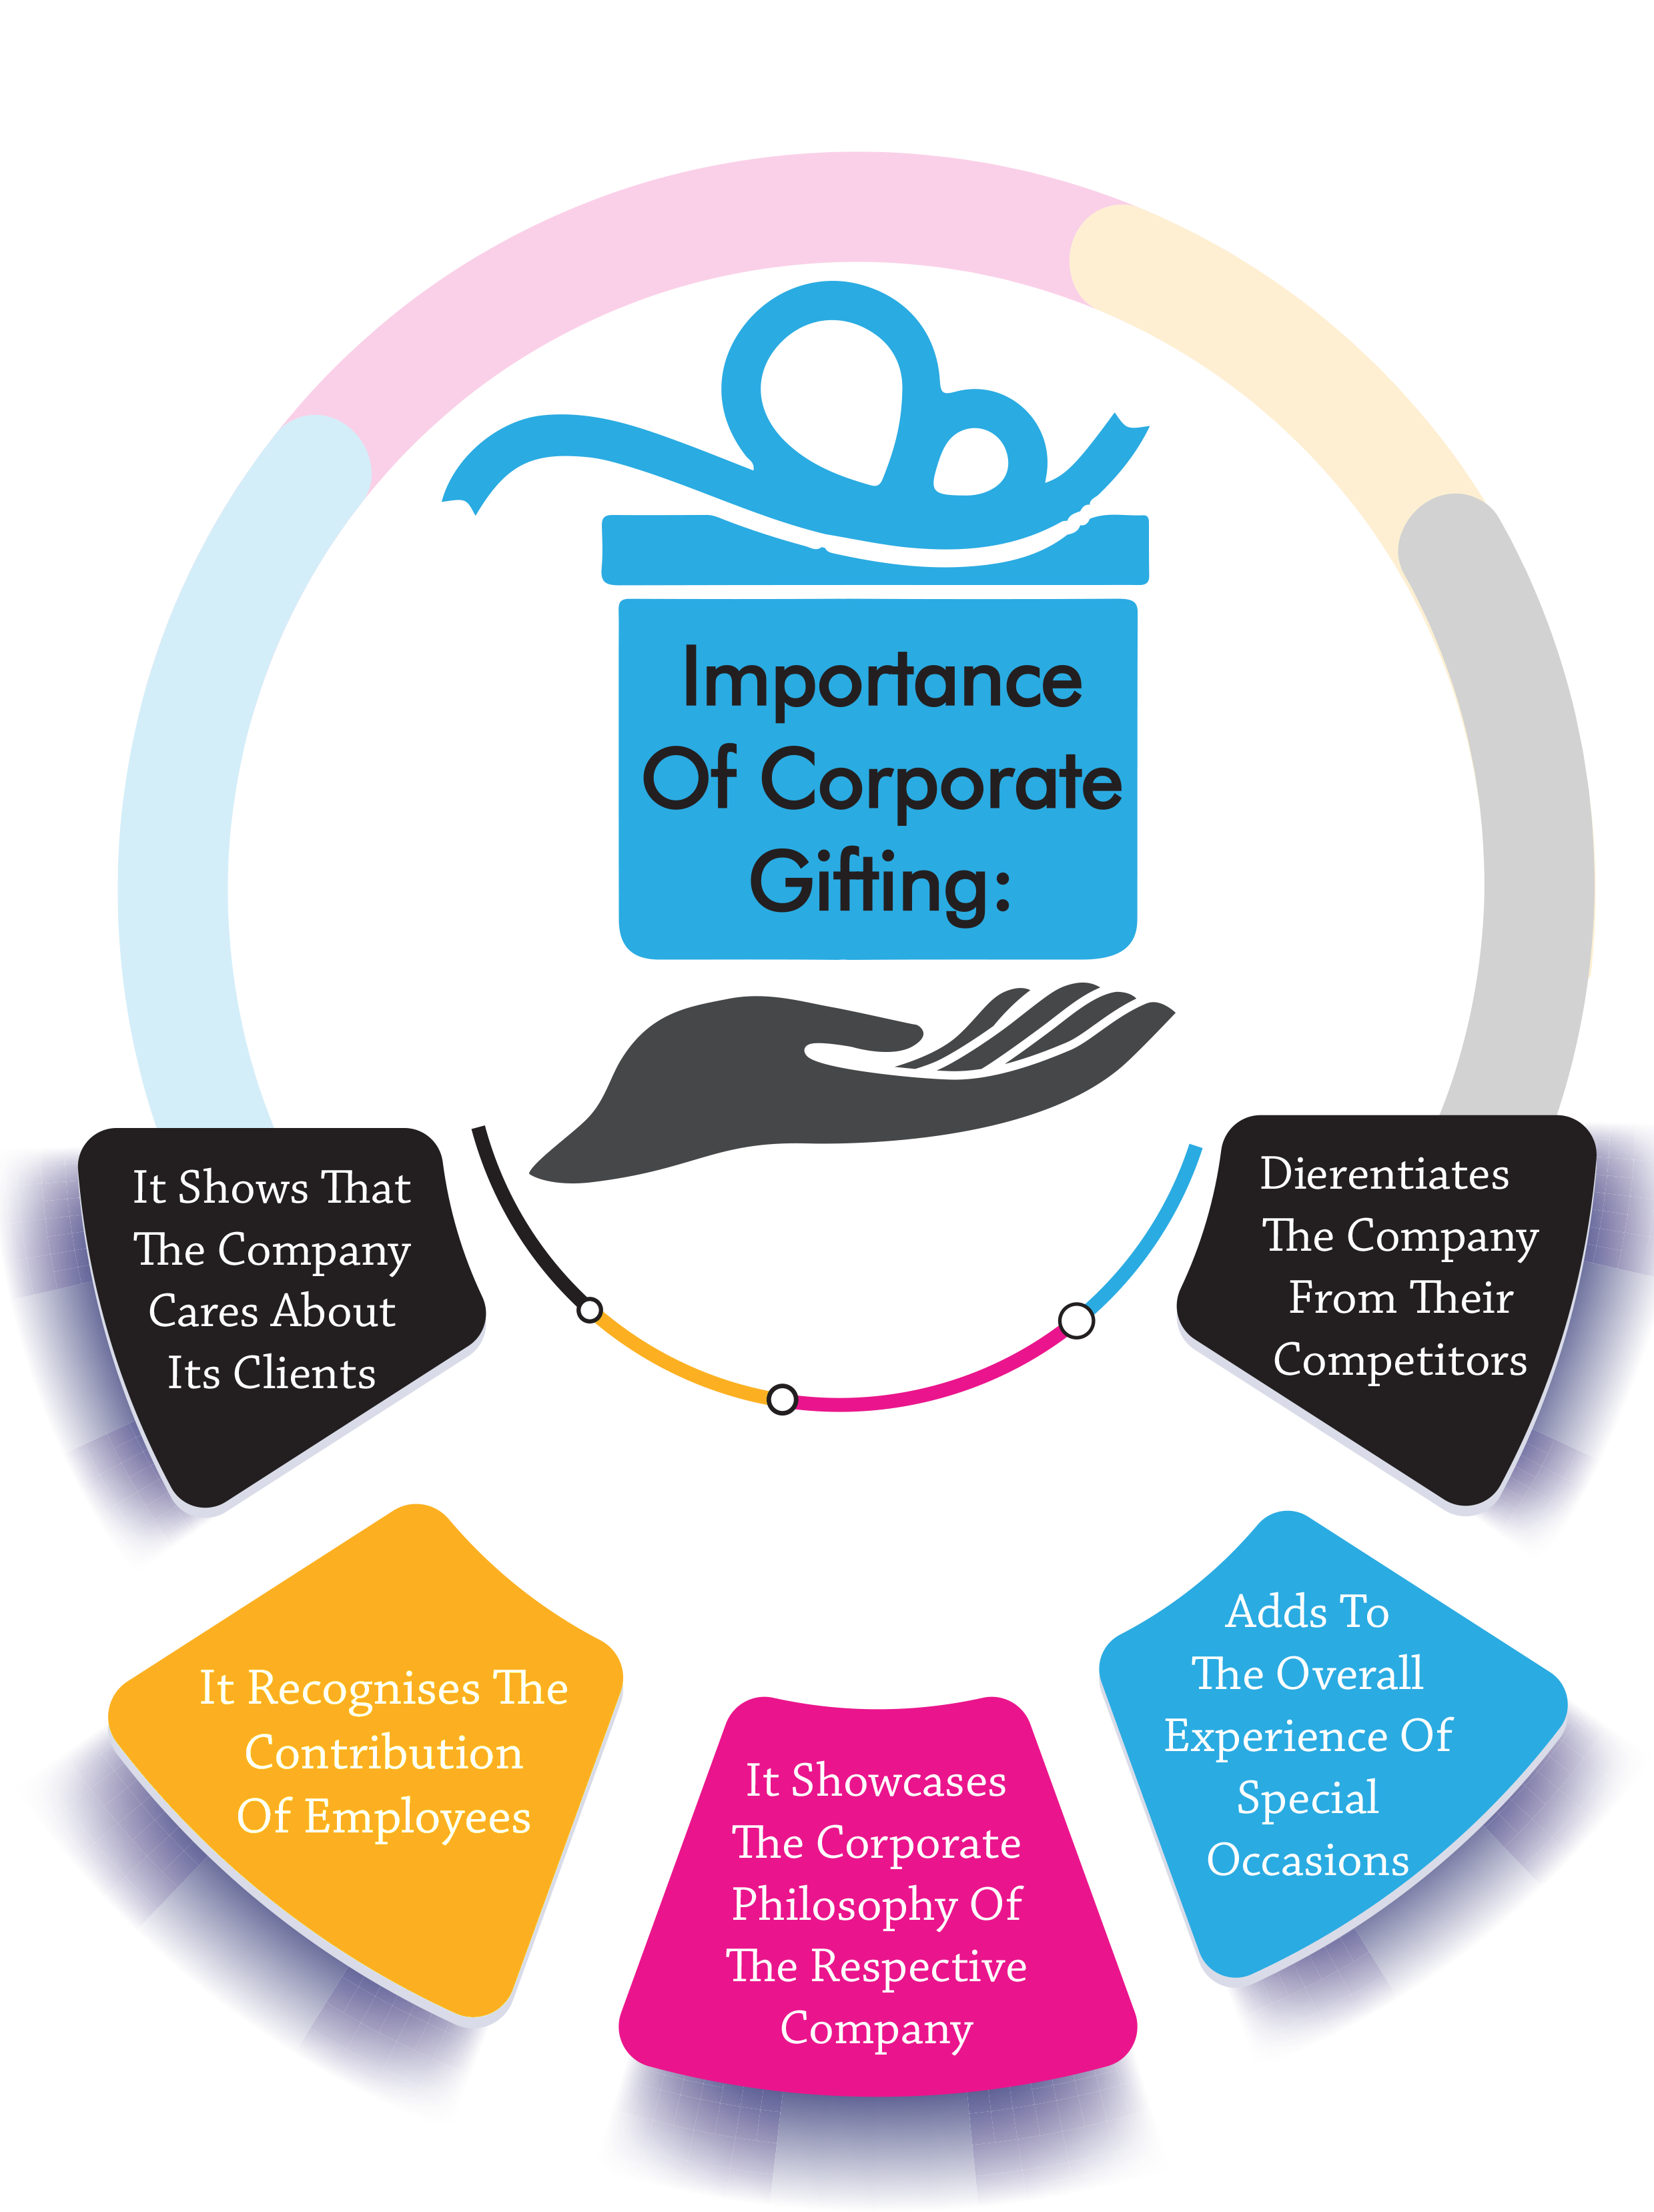 Importance
Of Corporate
Gifting:
It Shows That
The Company
Cares About
Its Clients
It Recognises The
Contribution
Of Employees
It Showcases
The Corporate
Philosophy Of
The Respective
Company
Adds To
The Overall
Experience Of
Special
Occasions
Dierentiates
The Company
From Their
Competitors